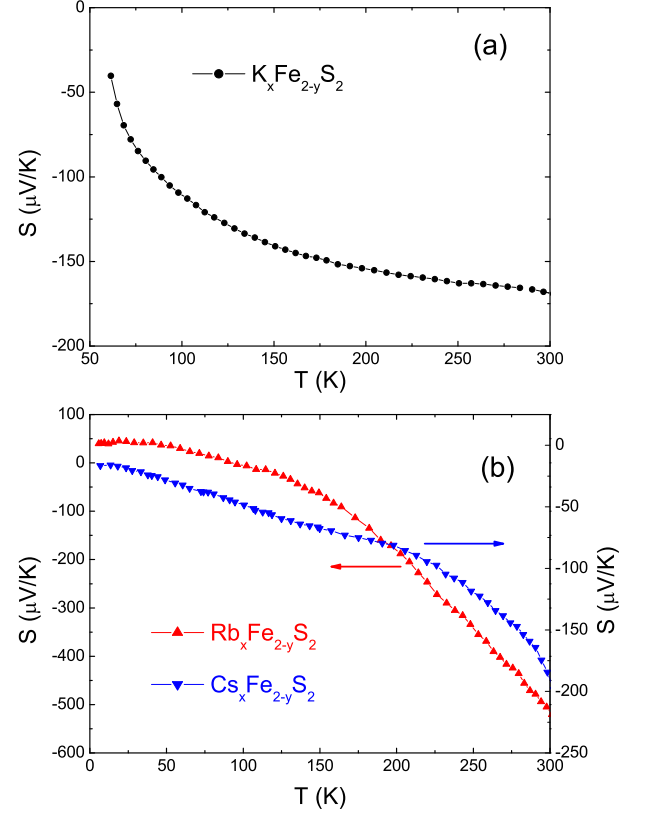 (a)
KxFe2-yS2
S (μV/K)
0
-50
-100
-150
-200
50 100 150 200 250 300
T (K)
(b)
100
0
-100
-200
-300
-400
-500
-600
S (μV/K)
0
-50
-100
-150
-200
-250
S (μV/K)
RbxFe2-yS2
CsxFe2-yS2
0 50 100 150 200 250 300
T (K)